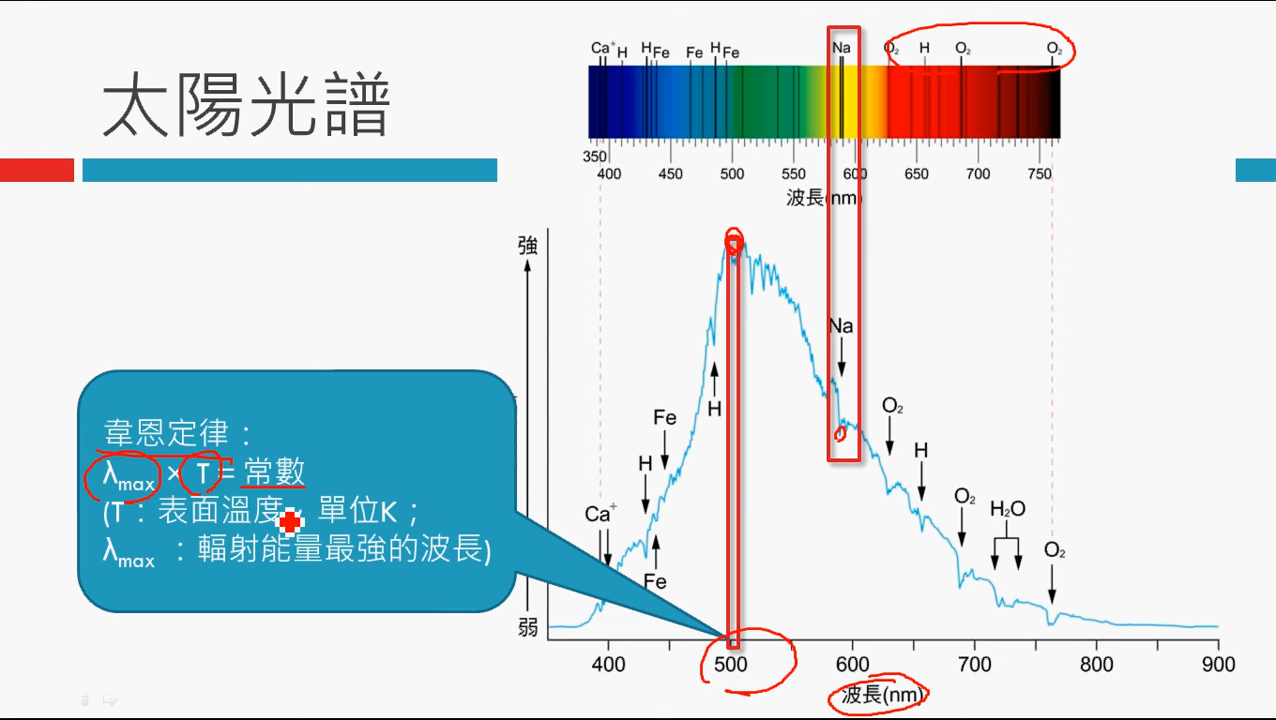 太陽光譜
Ca⁺ H H Fe Fe H Fe Na O₂ H O₂ O₂
350
400 450 500 550 600 650 700 750
波長(nm)
強
弱
Ca⁺
H
Fe
Fe
H
Na
O₂
H
O₂
H₂O
O₂
400 500 600 700 800 900
波長(nm)
韋恩定律：
λmax × T = 常數
(T：表面溫度，單位K；
λmax ：輻射能量最強的波長)